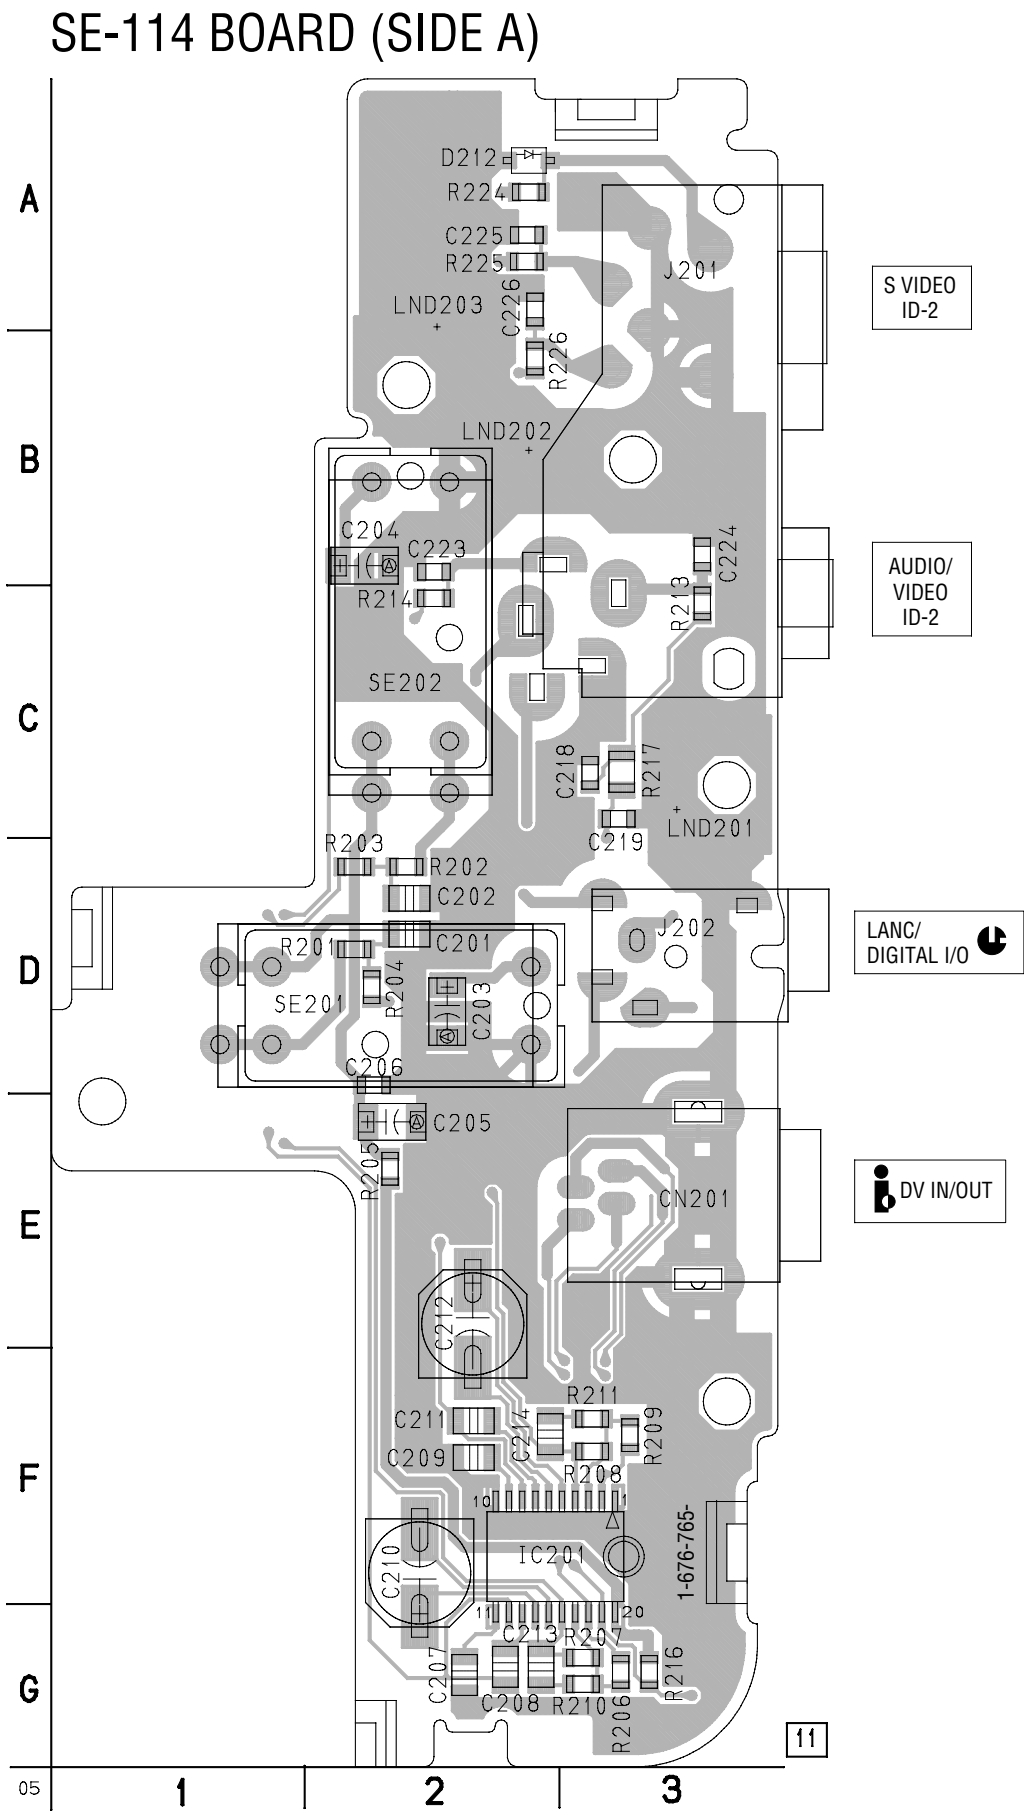 SE-114 BOARD (SIDE A)
D212
A
R224
C225
R225
J201
S VIDEO
ID-2
LND203
C226
R226
LND202
B
C204
C223
C224
AUDIO/
VIDEO
ID-2
R214
R213
SE202
C
C218
R217
LND201
C219
R203
R202
C202
R201
C201
J202
LANC/
DIGITAL I/O
D
R204
SE201
C203
C206
C205
R205
CN201
DV IN/OUT
E
C212
R211
C211
C214
R209
C209
R208
F
10
1
C210
IC201
1-676-765-
11
20
C213
R207
C207
R216
G
C208
R210
R206
11
05
1
2
3